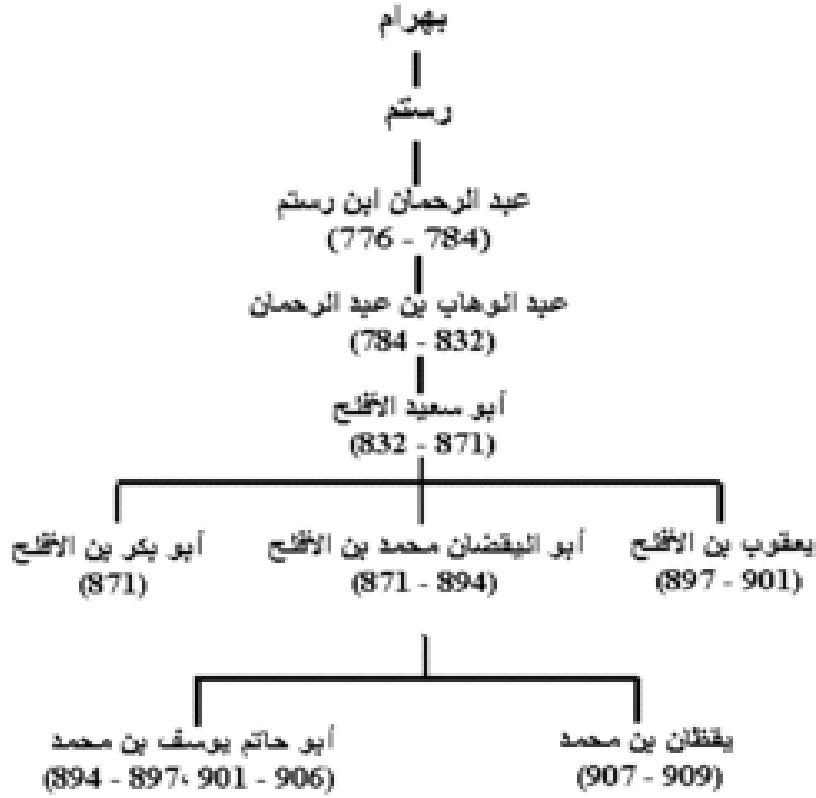 بهرام
رستم
عبد الرحمان ابن رستم
(776 - 784)
عبد الوهاب بن عبد الرحمان
(784 - 832)
أبو سعيد الأفلح
(832 - 871)
يعقوب بن الأفلح
(897 - 901)
أبو اليقضان محمد بن الأفلح
(871 - 894)
أبو بكر بن الأفلح
(871)
يقظان بن محمد
(907 - 909)
أبو حاتم يوسف بن محمد
(894 - 897، 901 - 906)